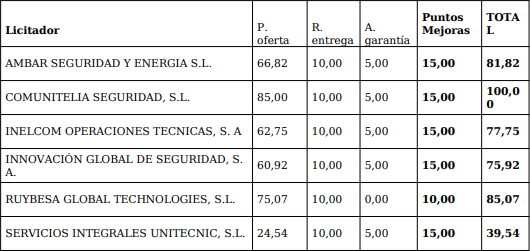 Licitador P. oferta R. entrega A. garantía Puntos Mejoras TOTAL
AMBAR SEGURIDAD Y ENERGIA S.L. 66,82 10,00 5,00 15,00 81,82
COMUNITELIA SEGURIDAD, S.L. 85,00 10,00 5,00 15,00 100,00
INELCOM OPERACIONES TECNICAS, S. A 62,75 10,00 5,00 15,00 77,75
INNOVACIÓN GLOBAL DE SEGURIDAD, S. A. 60,92 10,00 5,00 15,00 75,92
RUYBESA GLOBAL TECHNOLOGIES, S.L. 75,07 10,00 0,00 10,00 85,07
SERVICIOS INTEGRALES UNITECNIC, S.L. 24,54 10,00 5,00 15,00 39,54